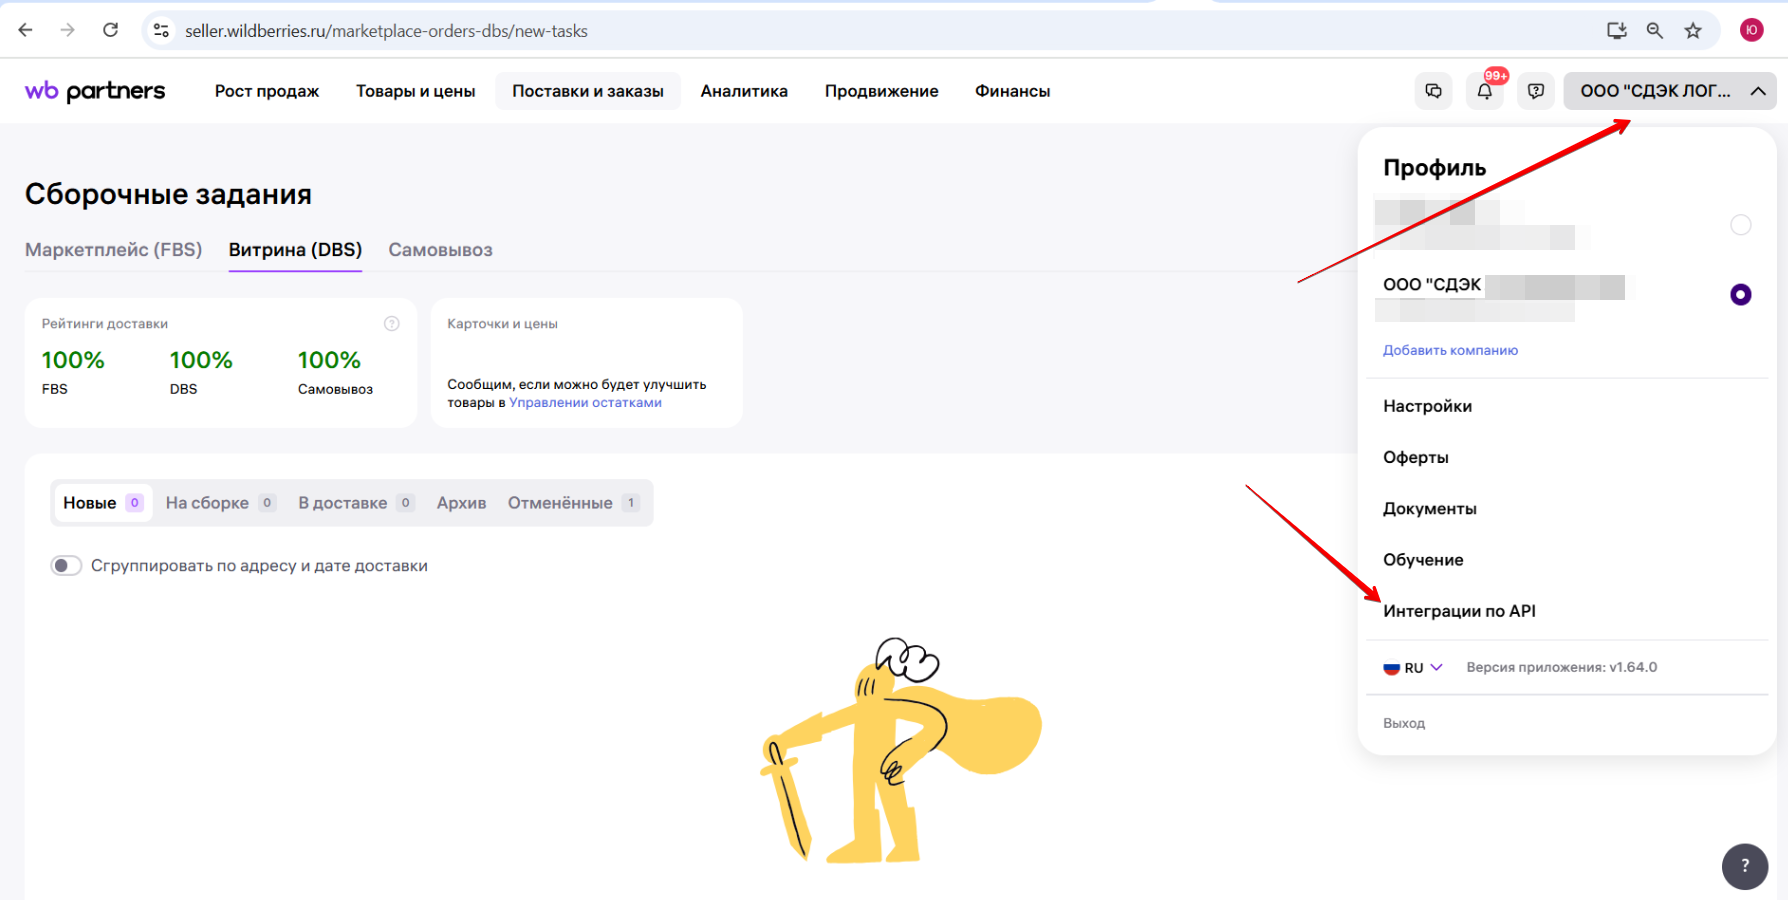 seller.wildberries.ru/marketplace-orders-dbs/new-tasks
Ю
wb partners
Рост продаж
Товары и цены
Поставки и заказы
Аналитика
Продвижение
Финансы
99+
ООО "СДЭК ЛОГ...
Сборочные задания
Маркетплейс (FBS)
Витрина (DBS)
Самовывоз
Рейтинги доставки
?
100%
100%
100%
FBS
DBS
Самовывоз
Карточки и цены
Сообщим, если можно будет улучшить
товары в Управлении остатками
Новые 0
На сборке 0
В доставке 0
Архив
Отменённые 1
Сгруппировать по адресу и дате доставки
Профиль
ООО "СДЭК
Добавить компанию
Настройки
Оферты
Документы
Обучение
Интеграции по API
RU
Версия приложения: v1.64.0
Выход
?